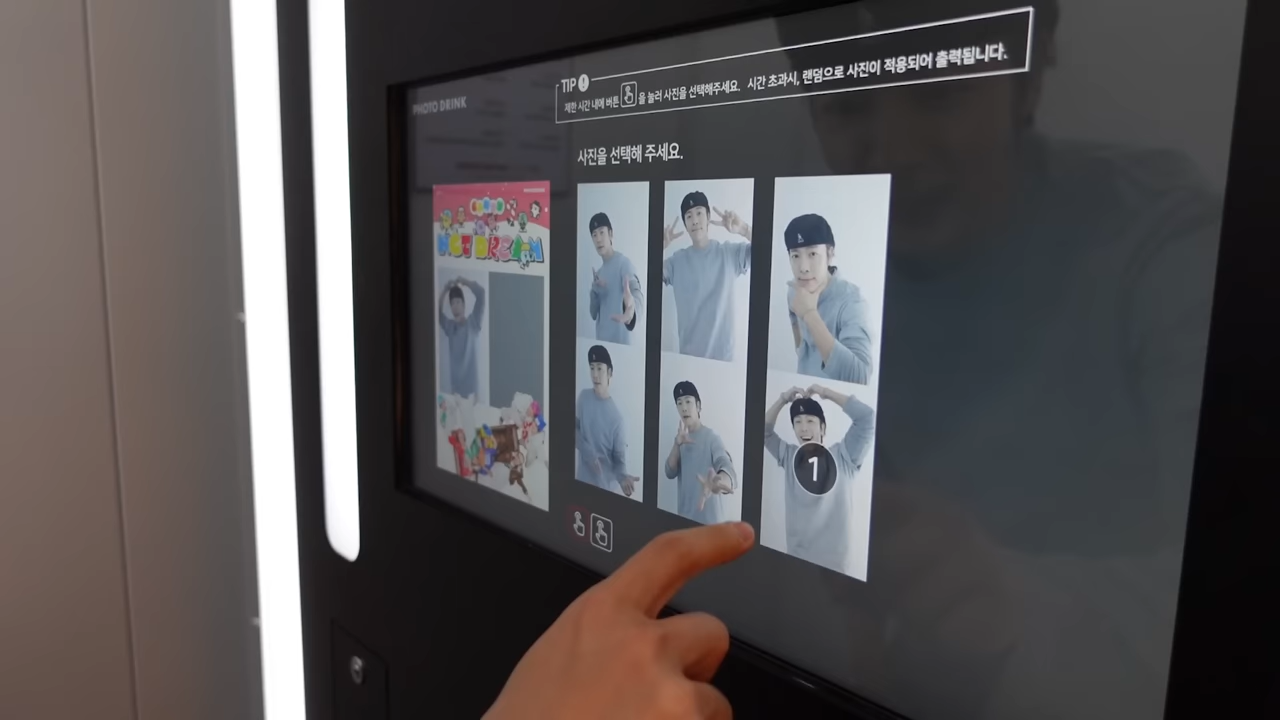 PHOTO DRINK
TIP !
제한 시간 내에 버튼 을 눌러 사진을 선택해주세요. 시간 초과시, 랜덤으로 사진이 적용되어 출력됩니다.
사진을 선택해 주세요.
NCT DREAM
1